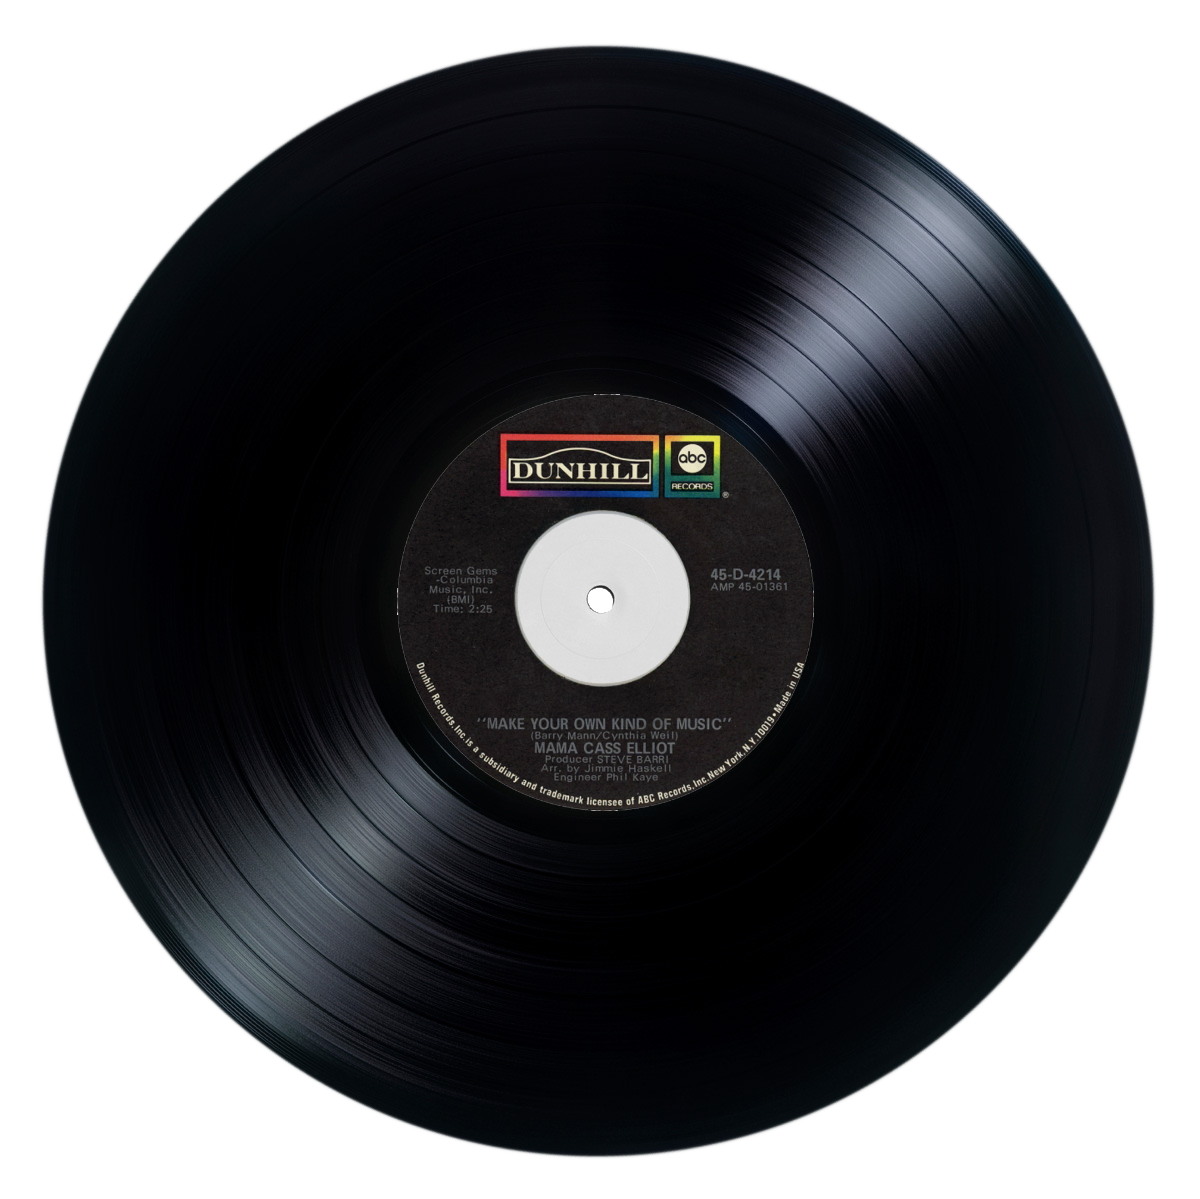 DUNHILL
abc
RECORDS
®
Screen Gems
-Columbia
Music, Inc.
(BMI)
Time: 2:25
45-D-4214
AMP 45-01361
"MAKE YOUR OWN KIND OF MUSIC"
(Barry Mann/Cynthia Weil)
MAMA CASS ELLIOT
Producer STEVE BARRI
Arr. by Jimmie Haskell
Engineer Phil Kaye
Dunhill Records,Inc.is a subsidiary and trademark licensee of ABC Records,Inc.New York,N.Y.10019•Made in USA